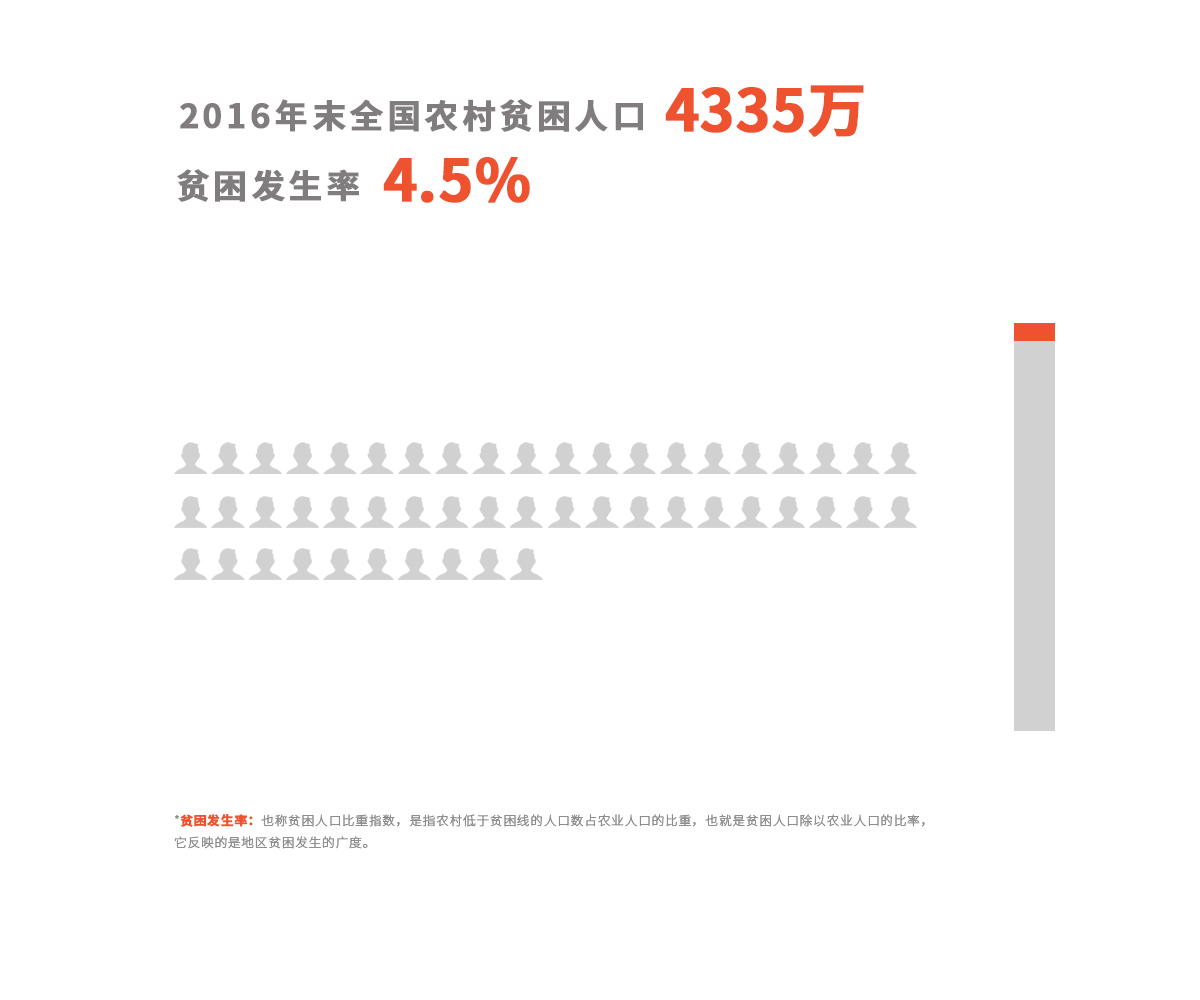 2016年末全国农村贫困人口 4335万
贫困发生率 4.5%
*贫困发生率：也称贫困人口比重指数，是指农村低于贫困线的人口数占农业人口的比重，也就是贫困人口除以农业人口的比率，
它反映的是地区贫困发生的广度。